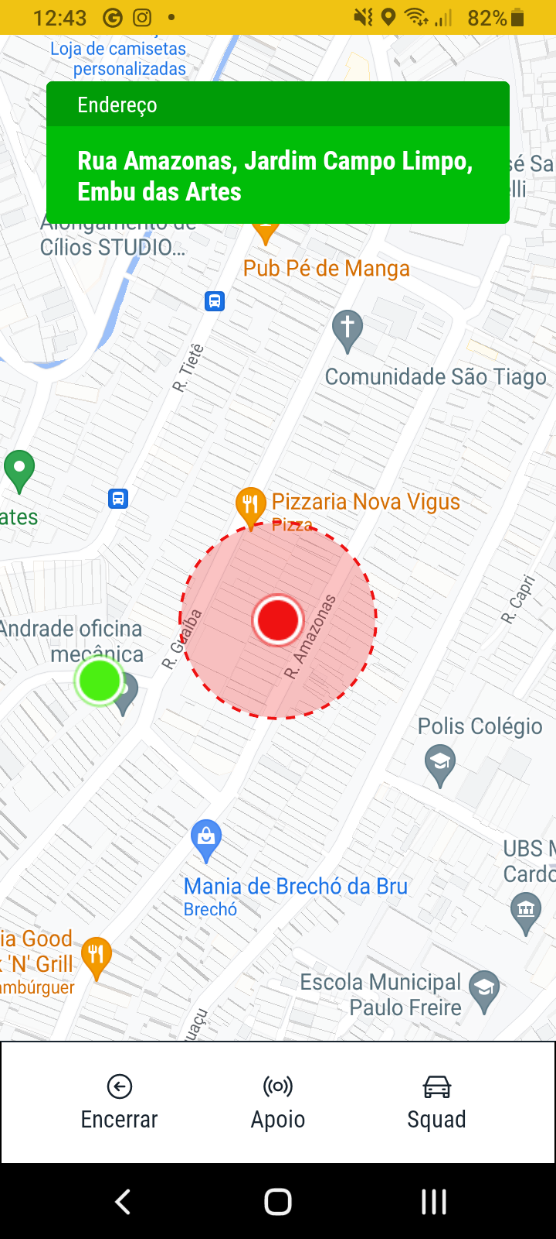 12:43
82%
Loja de camisetas
personalizadas
Endereço
Rua Amazonas, Jardim Campo Limpo,
Embu das Artes
Alongamento de
Cílios STUDIO...
Pub Pé de Manga
R. Tietê
Comunidade São Tiago
Pizzaria Nova Vigus
Pizza
R. Capri
Andrade oficina
mecânica
R. Guaíba
R. Amazonas
Polis Colégio
UBS
Mania de Brechó da Bru
Brechó
Good
'N' Grill
Escola Municipal
Paulo Freire
Encerrar
Apoio
Squad